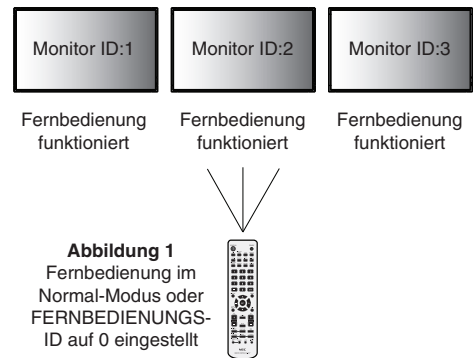 Monitor ID:1
Monitor ID:2
Monitor ID:3
Fernbedienung
funktioniert
Fernbedienung
funktioniert
Fernbedienung
funktioniert
Abbildung 1
Fernbedienung im
Normal-Modus oder
FERNBEDIENUNGS-
ID auf 0 eingestellt